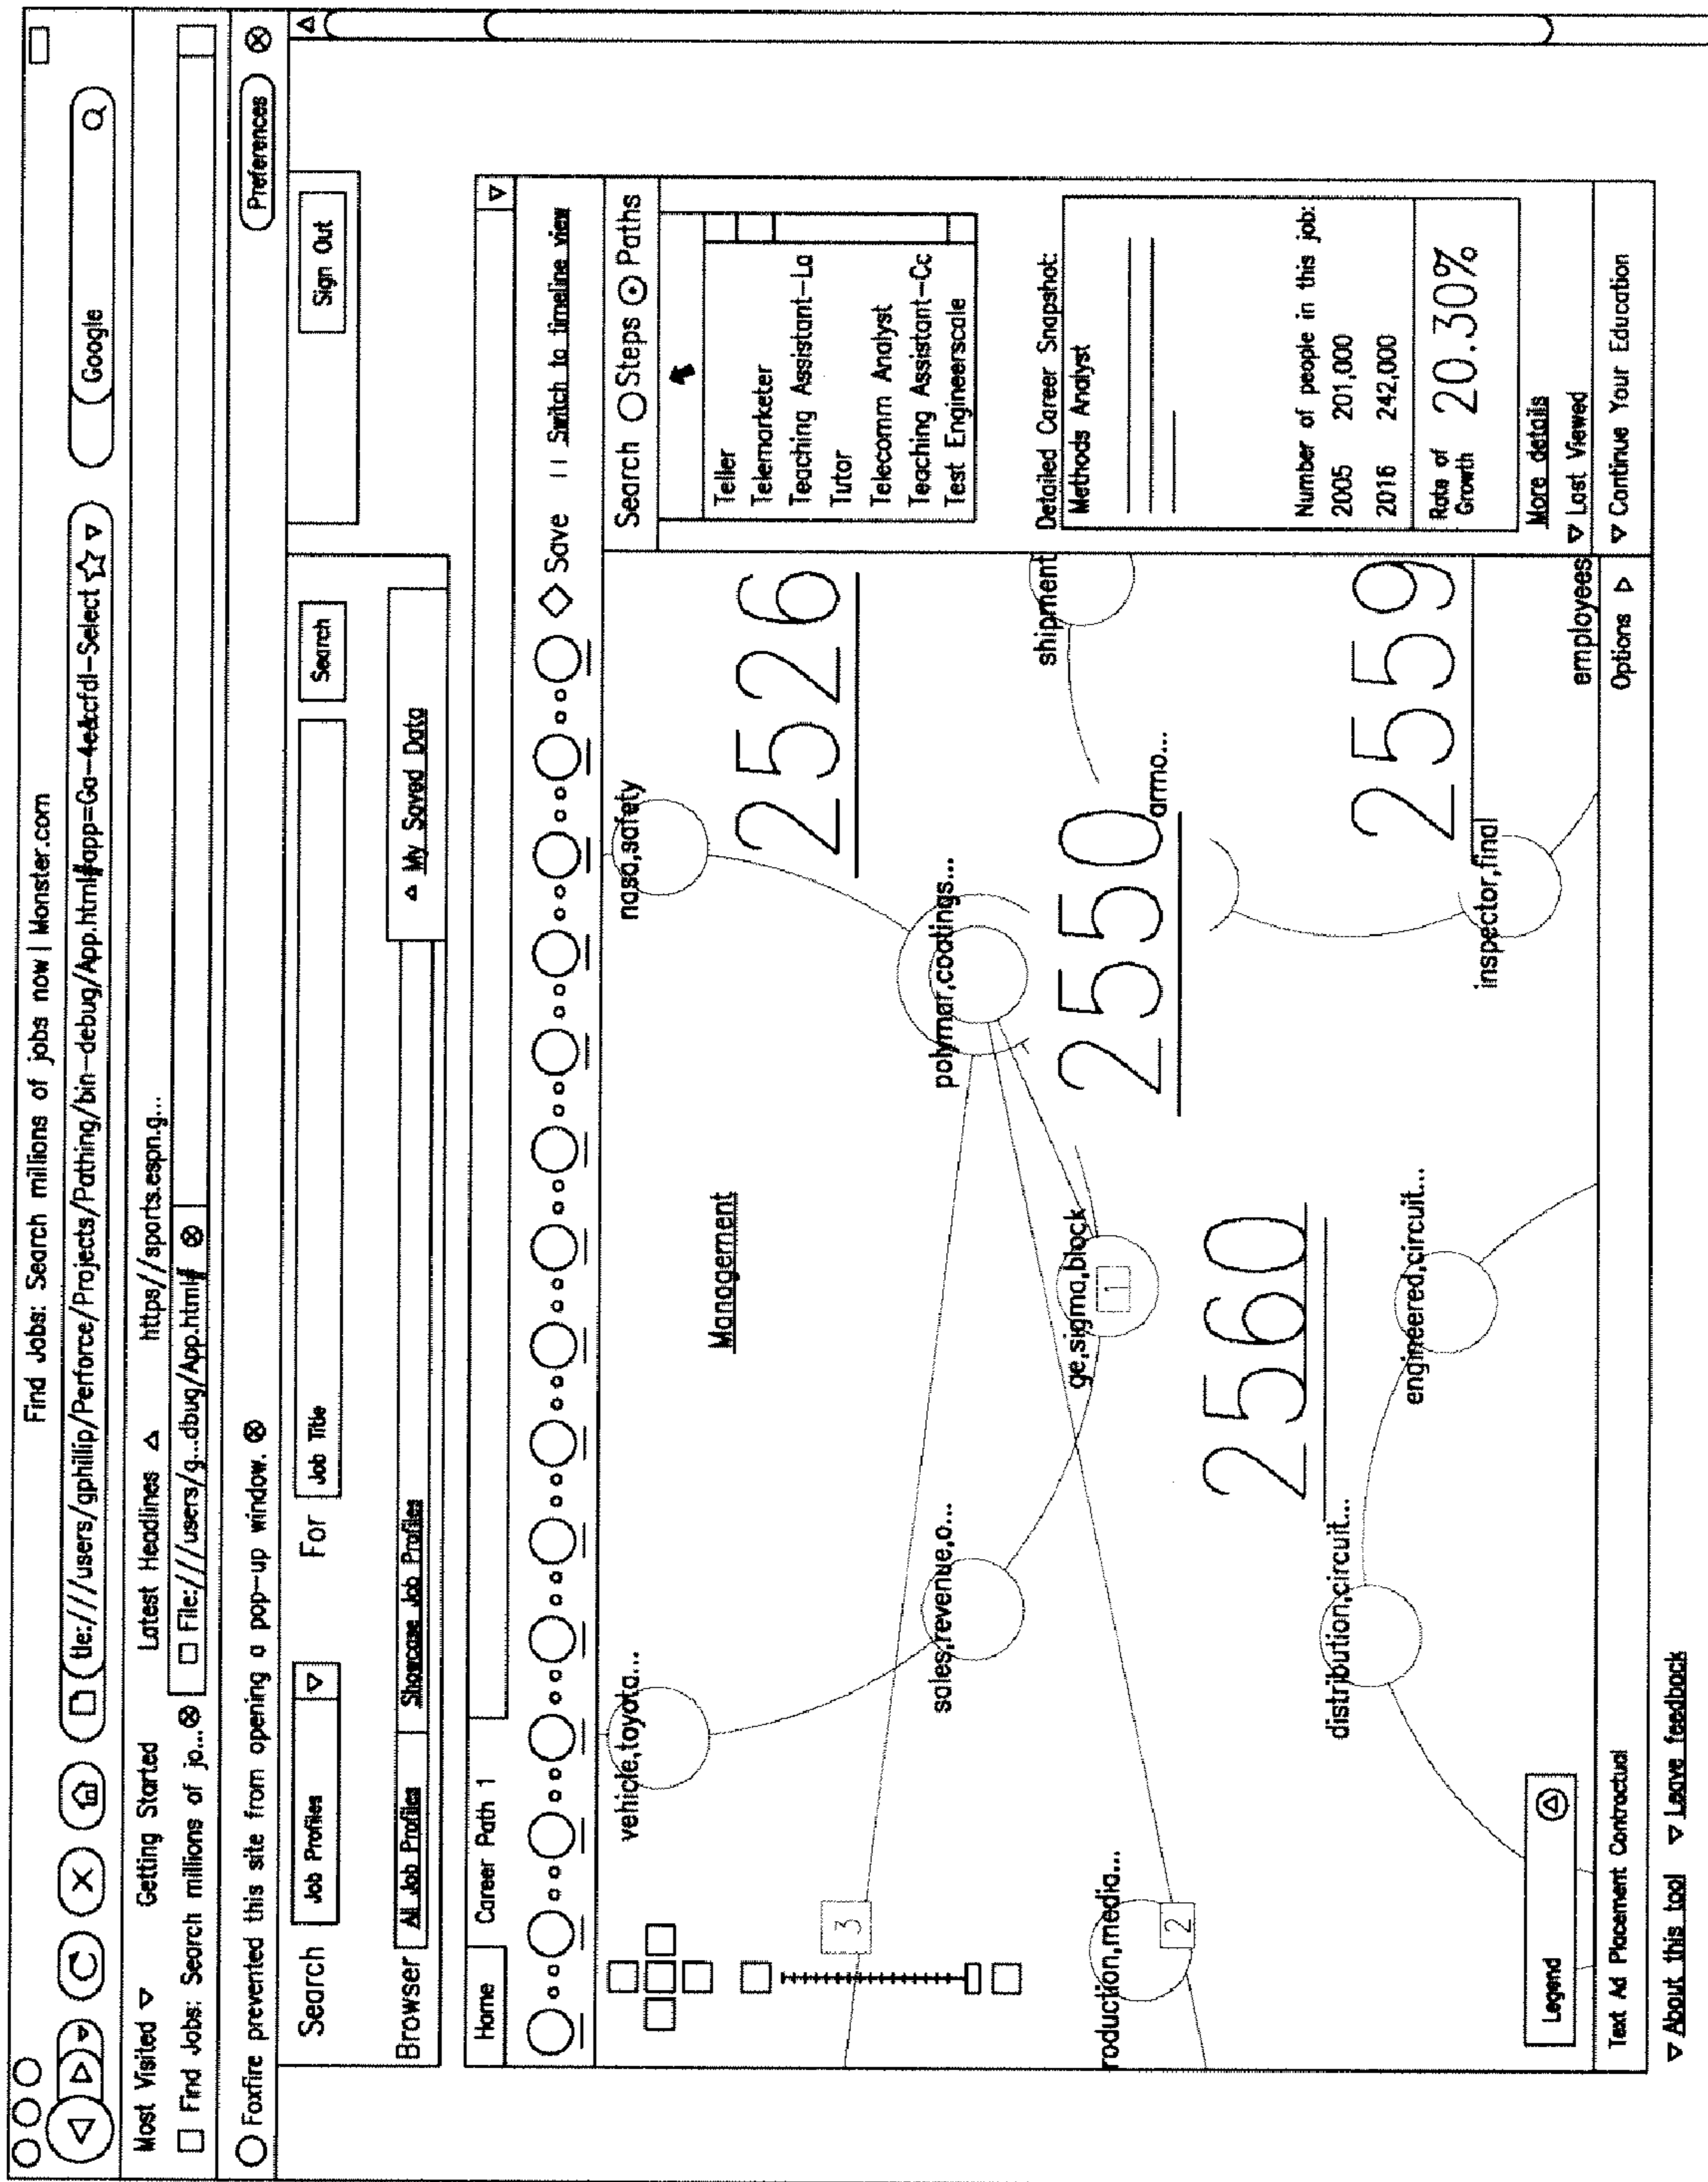 Find Jobs: Search millions of jobs now | Monster.com
tle:////users/gphillip/Perforce/Projects/Pathing/bin-debug/App.html#app=Ga-4e&cfdl-Select
Google
Most Visited
Getting Started
Latest Headlines
https//sports.espn.g...
Find Jobs: Search millions of jo...
File:///users/g...dbug/App.html#
Foxfire prevented this site from opening a pop-up window.
Preferences
Search
Job Profiles
For
Job Title
Search
Sign Out
Browser
All Job Profiles
Showcase Job Profiles
My Saved Data
Home
Career Path 1
Save
II Switch to timeline view
Search Steps Paths
Teller
Telemarketer
Teaching Assistant-La
Tutor
Telecomm Analyst
Teaching Assistant-Cc
Test Engineerscale
Detailed Career Snapshot:
Methods Analyst
Number of people in this job:
2005 201,000
2016 242,000
Rate of Growth 20.30%
More details
Last Viewed
Continue Your Education
vehicle,toyota...
nasa,safety
Management
2526
3
sales,revenue,o...
polymar,coatings...
shipment
2550
armo...
ge,sigma,block
1
roduction,media...
2
2560
2559
distribution,circuit...
engineered,circuit...
inspector,final
employees
Legend
Text Ad Placement Contractual
Options
About this tool
Leave feedback